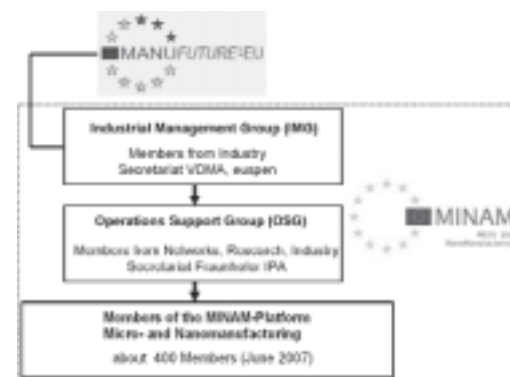 MANUFUTURE-EU
Industrial Management Group (IMG)
Members from Industry
Secretariat VDMA, euspen
Operations Support Group (OSG)
Members from Networks, Research, Industry
Secretariat Fraunhofer IPA
MINAM
Members of the MINAM-Platform
Micro- and Nanomanufacturing
about 400 Members (June 2007)